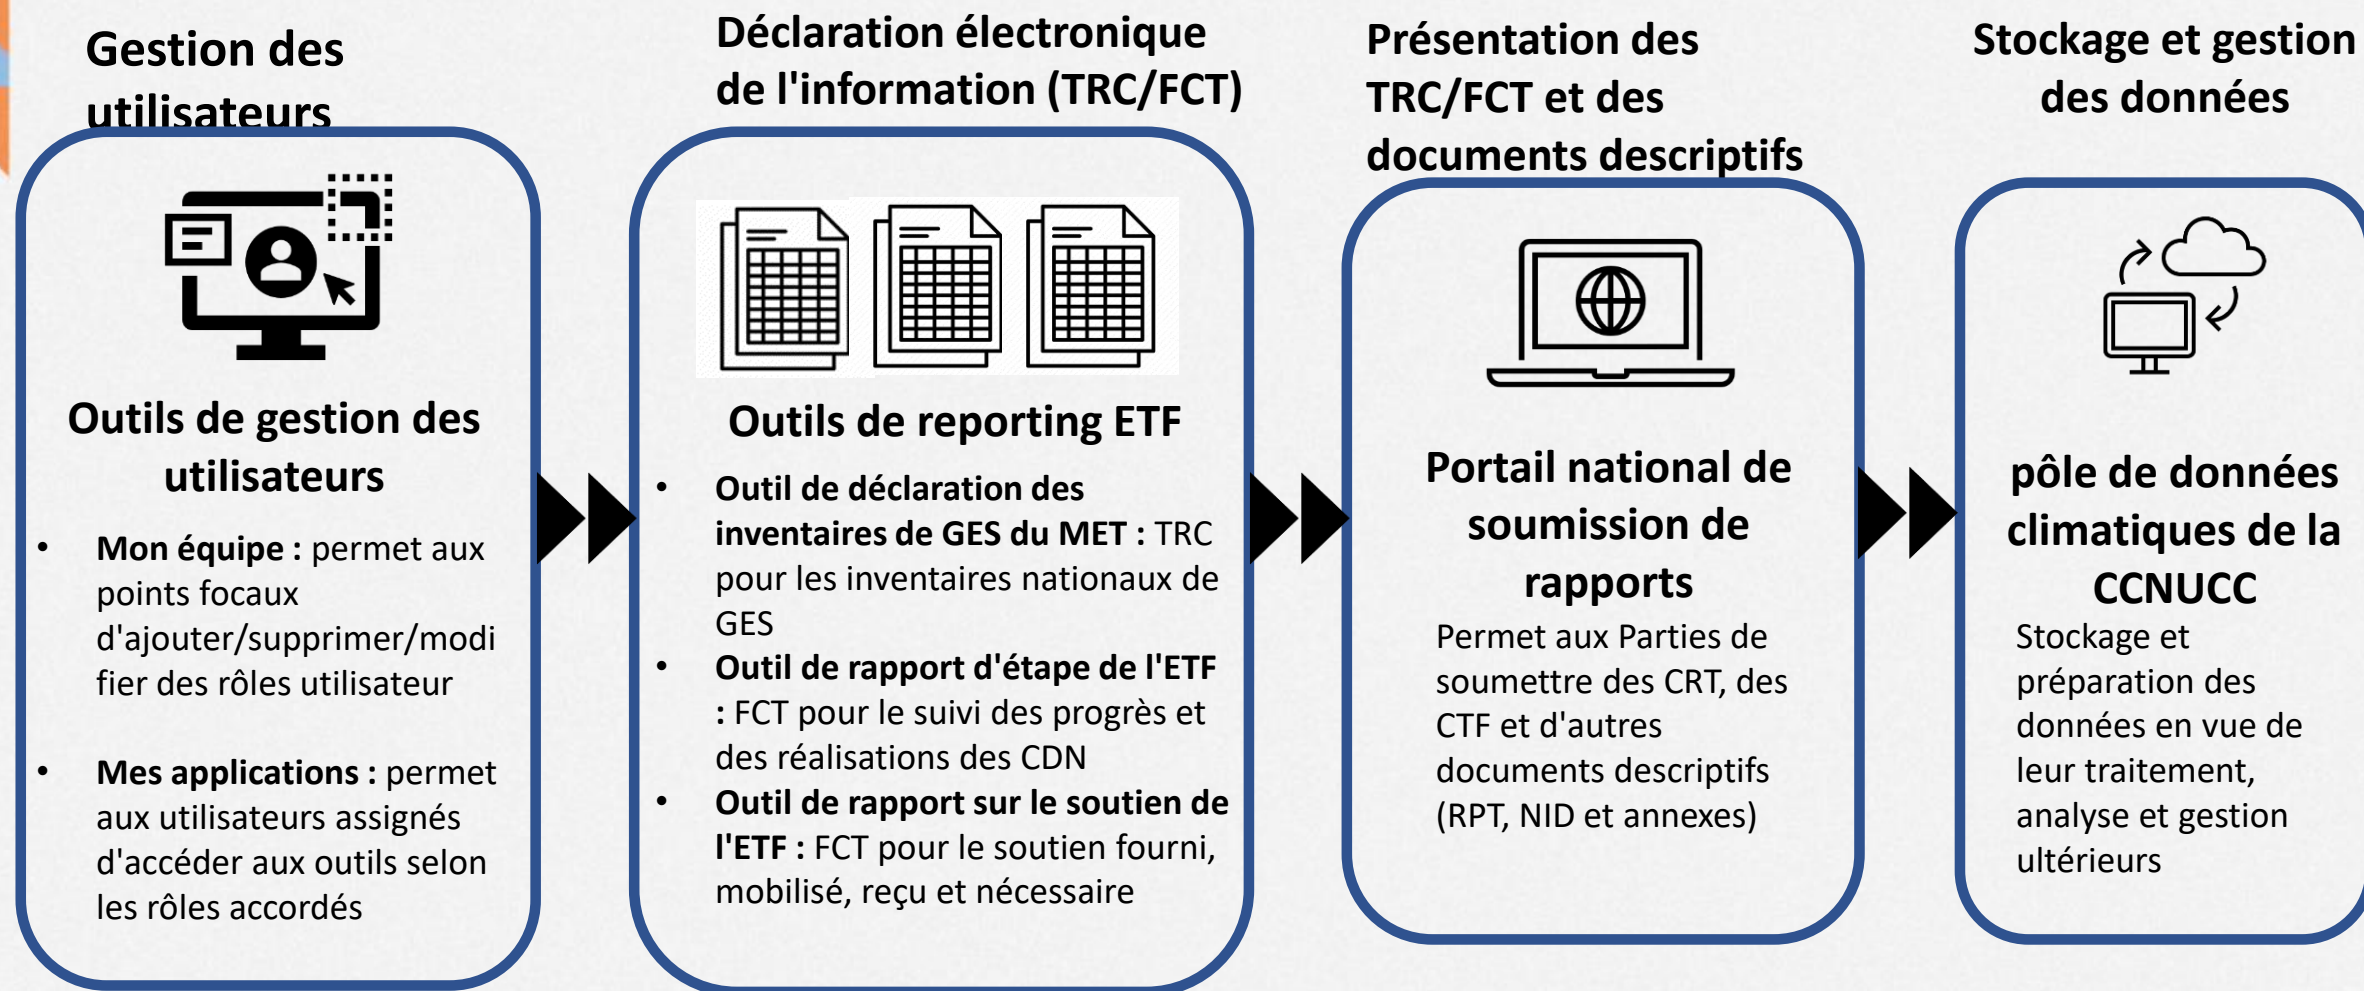 Gestion des
utilisateurs
Outils de gestion des
utilisateurs
• Mon équipe : permet aux
points focaux
d'ajouter/supprimer/modi
fier des rôles utilisateur
• Mes applications : permet
aux utilisateurs assignés
d'accéder aux outils selon
les rôles accordés
Déclaration électronique
de l'information (TRC/FCT)
Outils de reporting ETF
• Outil de déclaration des
inventaires de GES du MET : TRC
pour les inventaires nationaux de
GES
• Outil de rapport d'étape de l'ETF
: FCT pour le suivi des progrès et
des réalisations des CDN
• Outil de rapport sur le soutien de
l'ETF : FCT pour le soutien fourni,
mobilisé, reçu et nécessaire
Présentation des
TRC/FCT et des
documents descriptifs
Portail national de
soumission de
rapports
Permet aux Parties de
soumettre des CRT, des
CTF et d'autres
documents descriptifs
(RPT, NID et annexes)
Stockage et gestion
des données
pôle de données
climatiques de la
CCNUCC
Stockage et
préparation des
données en vue de
leur traitement,
analyse et gestion
ultérieurs